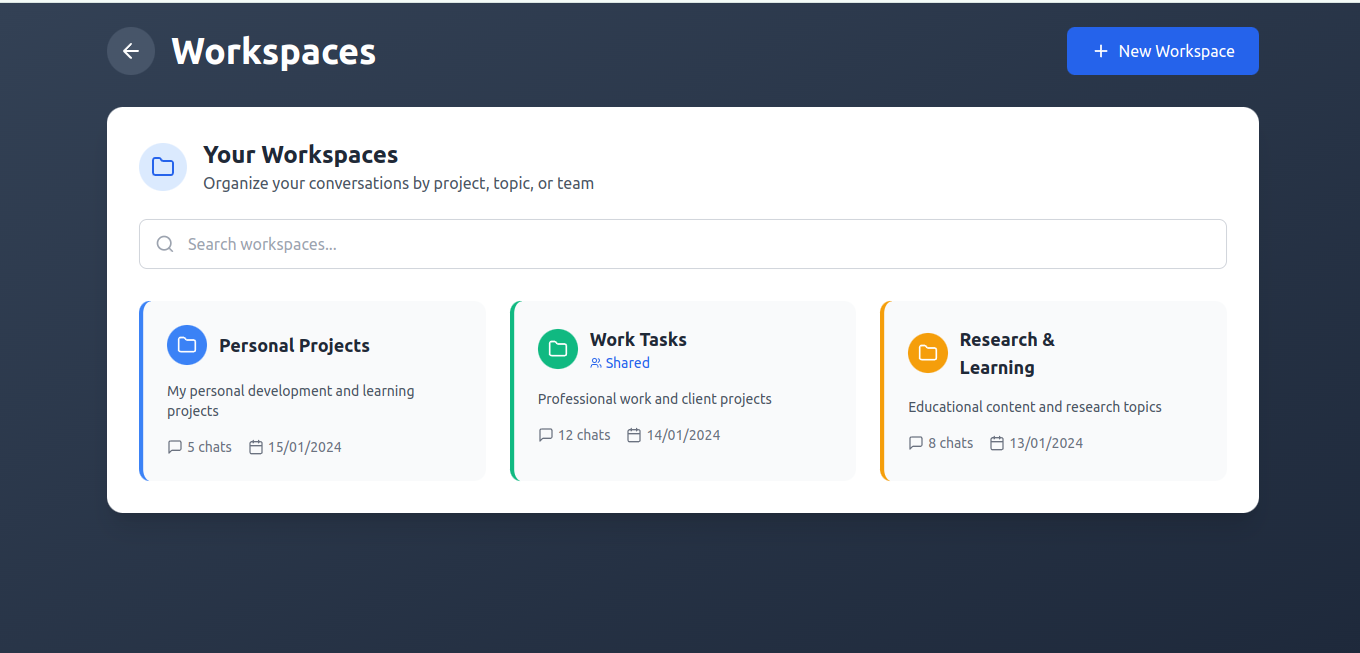 Workspaces
New Workspace
Your Workspaces
Organize your conversations by project, topic, or team
Search workspaces...
Personal Projects
My personal development and learning
projects
5 chats
15/01/2024
Work Tasks
Shared
Professional work and client projects
12 chats
14/01/2024
Research &
Learning
Educational content and research topics
8 chats
13/01/2024